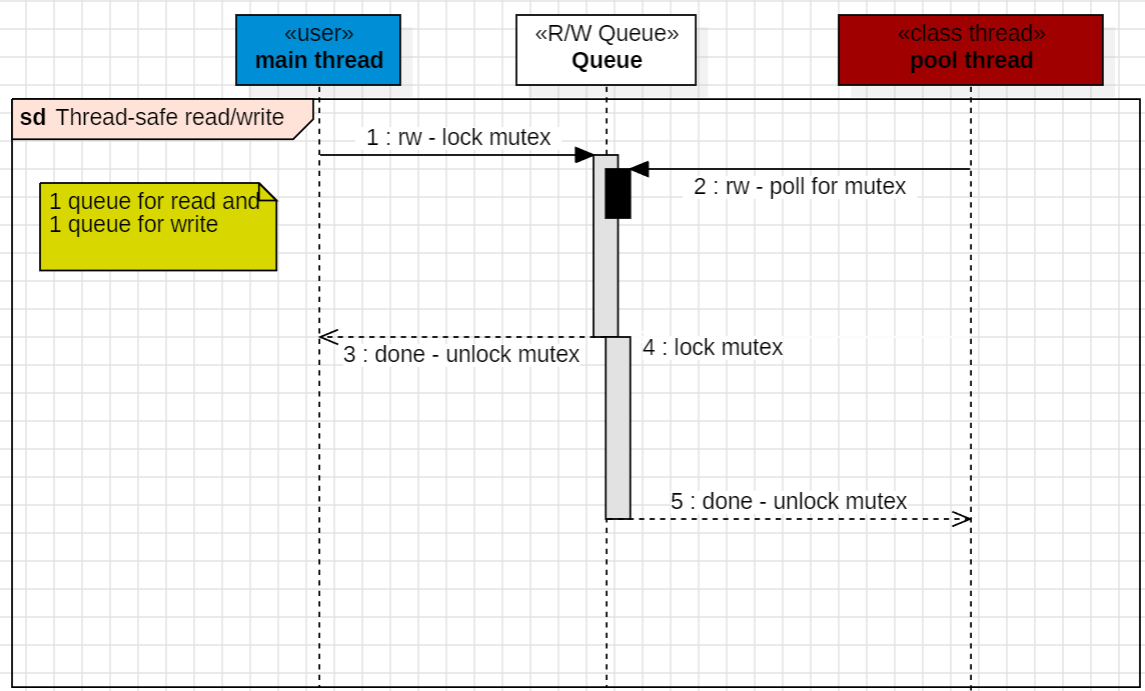 «user»
main thread
«R/W Queue»
Queue
«class thread»
pool thread
sd Thread-safe read/write
1 : rw - lock mutex
2 : rw - poll for mutex
1 queue for read and
1 queue for write
3 : done - unlock mutex
4 : lock mutex
5 : done - unlock mutex